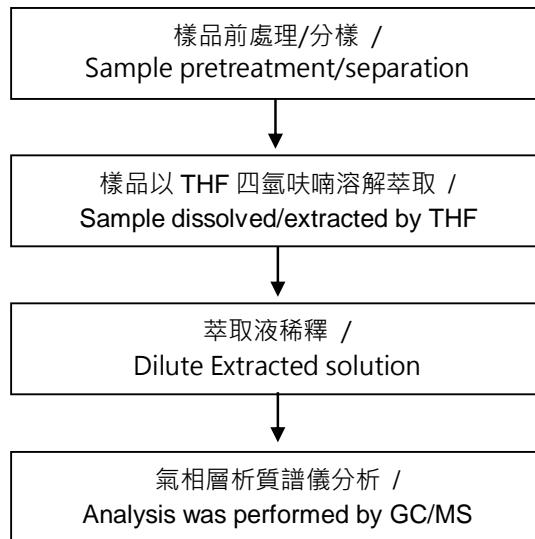 樣品前處理/分樣 /
Sample pretreatment/separation
樣品以 THF 四氫呋喃溶解萃取 /
Sample dissolved/extracted by THF
萃取液稀釋 /
Dilute Extracted solution
氣相層析質譜儀分析 /
Analysis was performed by GC/MS